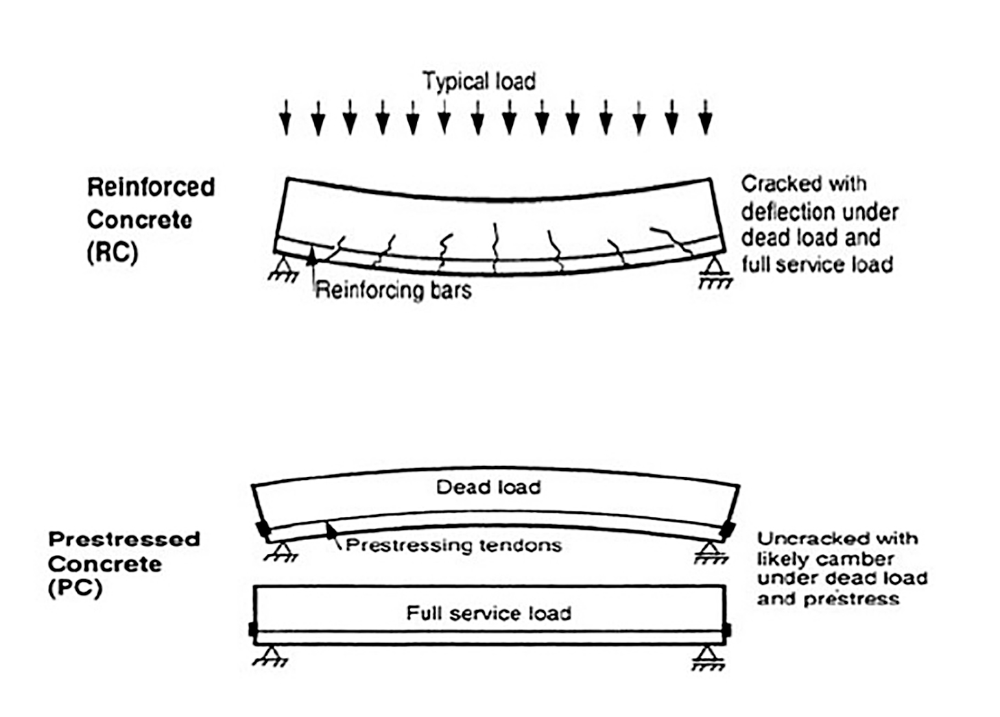 Typical load
Reinforced
Concrete
(RC)
Cracked with
deflection under
dead load and
full service load
Reinforcing bars
Dead load
Prestressing tendons
Prestressed
Concrete
(PC)
Uncracked with
likely camber
under dead load
and prestress
Full service load